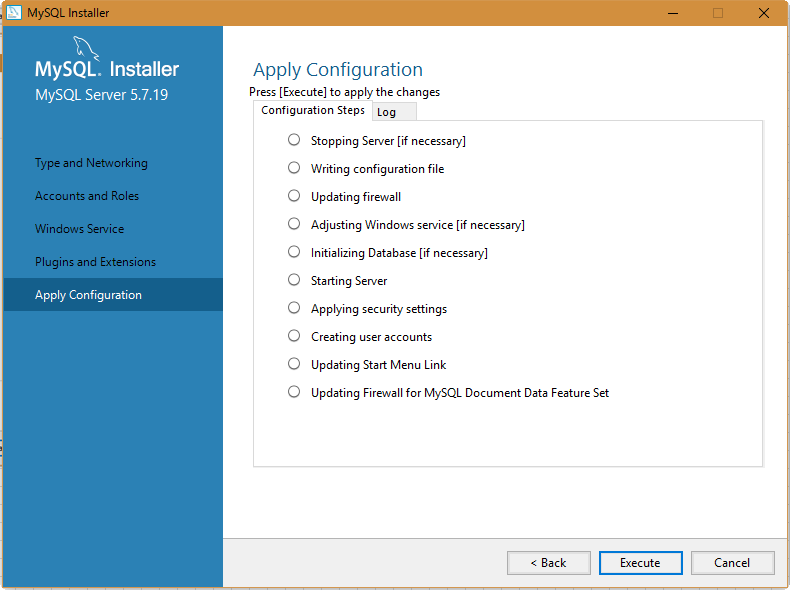 MySQL Installer
MySQL. Installer
MySQL Server 5.7.19
Type and Networking
Accounts and Roles
Windows Service
Plugins and Extensions
Apply Configuration
Apply Configuration
Press [Execute] to apply the changes
Configuration Steps
Log
Stopping Server [if necessary]
Writing configuration file
Updating firewall
Adjusting Windows service [if necessary]
Initializing Database [if necessary]
Starting Server
Applying security settings
Creating user accounts
Updating Start Menu Link
Updating Firewall for MySQL Document Data Feature Set
< Back
Execute
Cancel